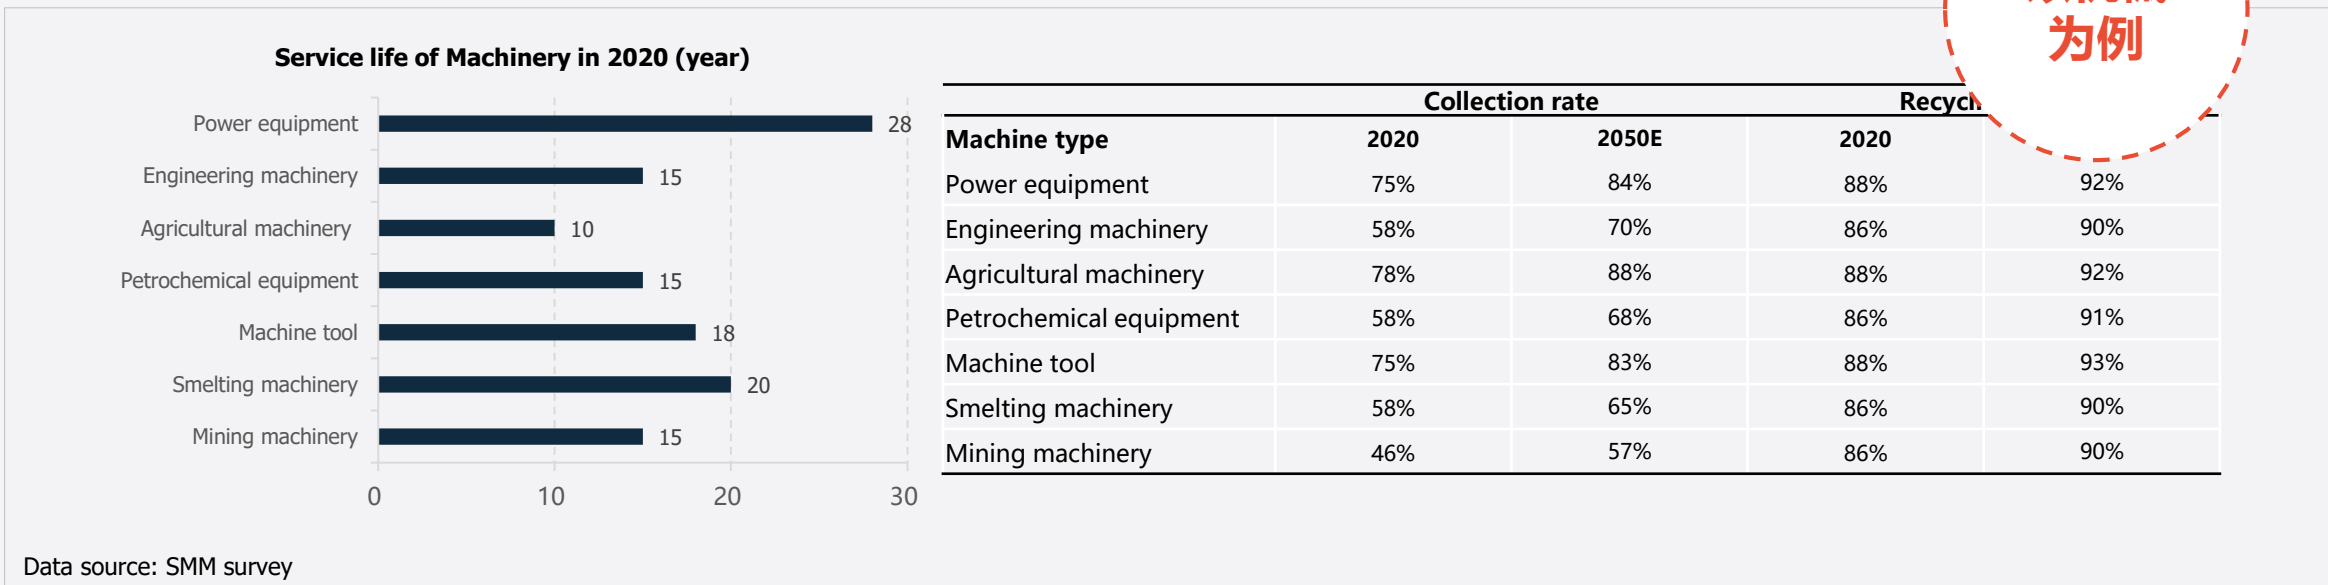 为例
Service life of Machinery in 2020 (year)
Power equipment 28
Engineering machinery 15
Agricultural machinery 10
Petrochemical equipment 15
Machine tool 18
Smelting machinery 20
Mining machinery 15
0 10 20 30
Collection rate
Machine type 2020 2050E 2020
Power equipment 75% 84% 88% 92%
Engineering machinery 58% 70% 86% 90%
Agricultural machinery 78% 88% 88% 92%
Petrochemical equipment 58% 68% 86% 91%
Machine tool 75% 83% 88% 93%
Smelting machinery 58% 65% 86% 90%
Mining machinery 46% 57% 86% 90%
Data source: SMM survey